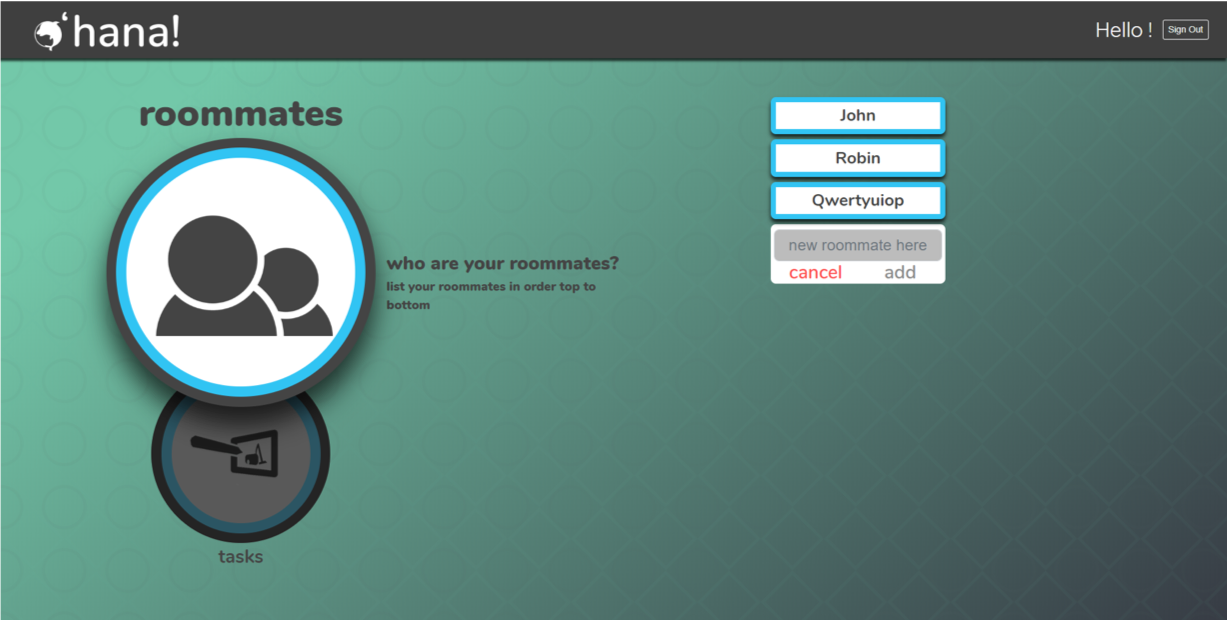 ‘hana!
Hello !
Sign Out
roommates
who are your roommates?
list your roommates in order top to
bottom
tasks
John
Robin
Qwertyuiop
new roommate here
cancel add